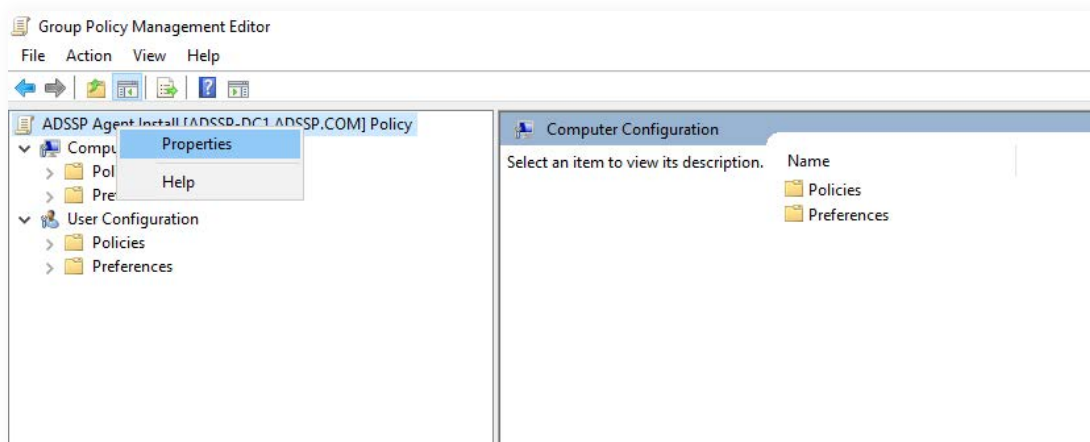 Group Policy Management Editor
File Action View Help
ADSSP Agent Install [ADSSP-DC1.ADSSP.COM] Policy
Properties
Help
User Configuration
Policies
Preferences
Computer Configuration
Select an item to view its description.
Name
Policies
Preferences